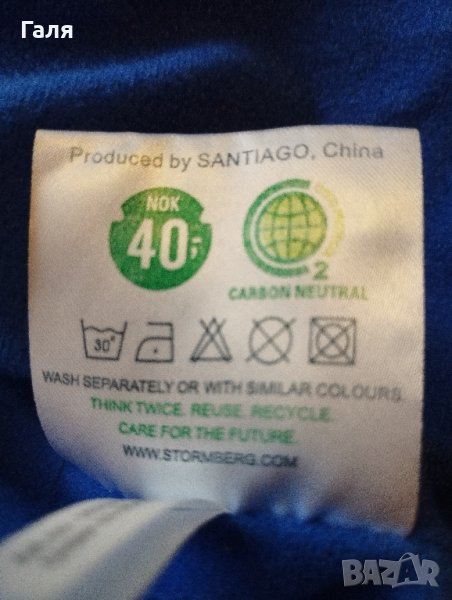 Галя
Produced by SANTIAGO, China
NOK
40,-
2
CARBON NEUTRAL
30°
WASH SEPARATELY OR WITH SIMILAR COLOURS.
THINK TWICE. REUSE. RECYCLE.
CARE FOR THE FUTURE.
WWW.STORMBERG.COM
BAZAR